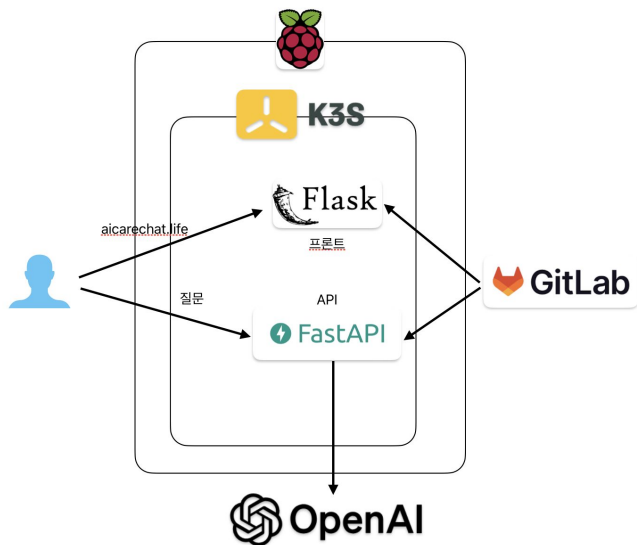 K3S
Flask
aicarechat.life
프론트
GitLab
질문
API
FastAPI
OpenAI